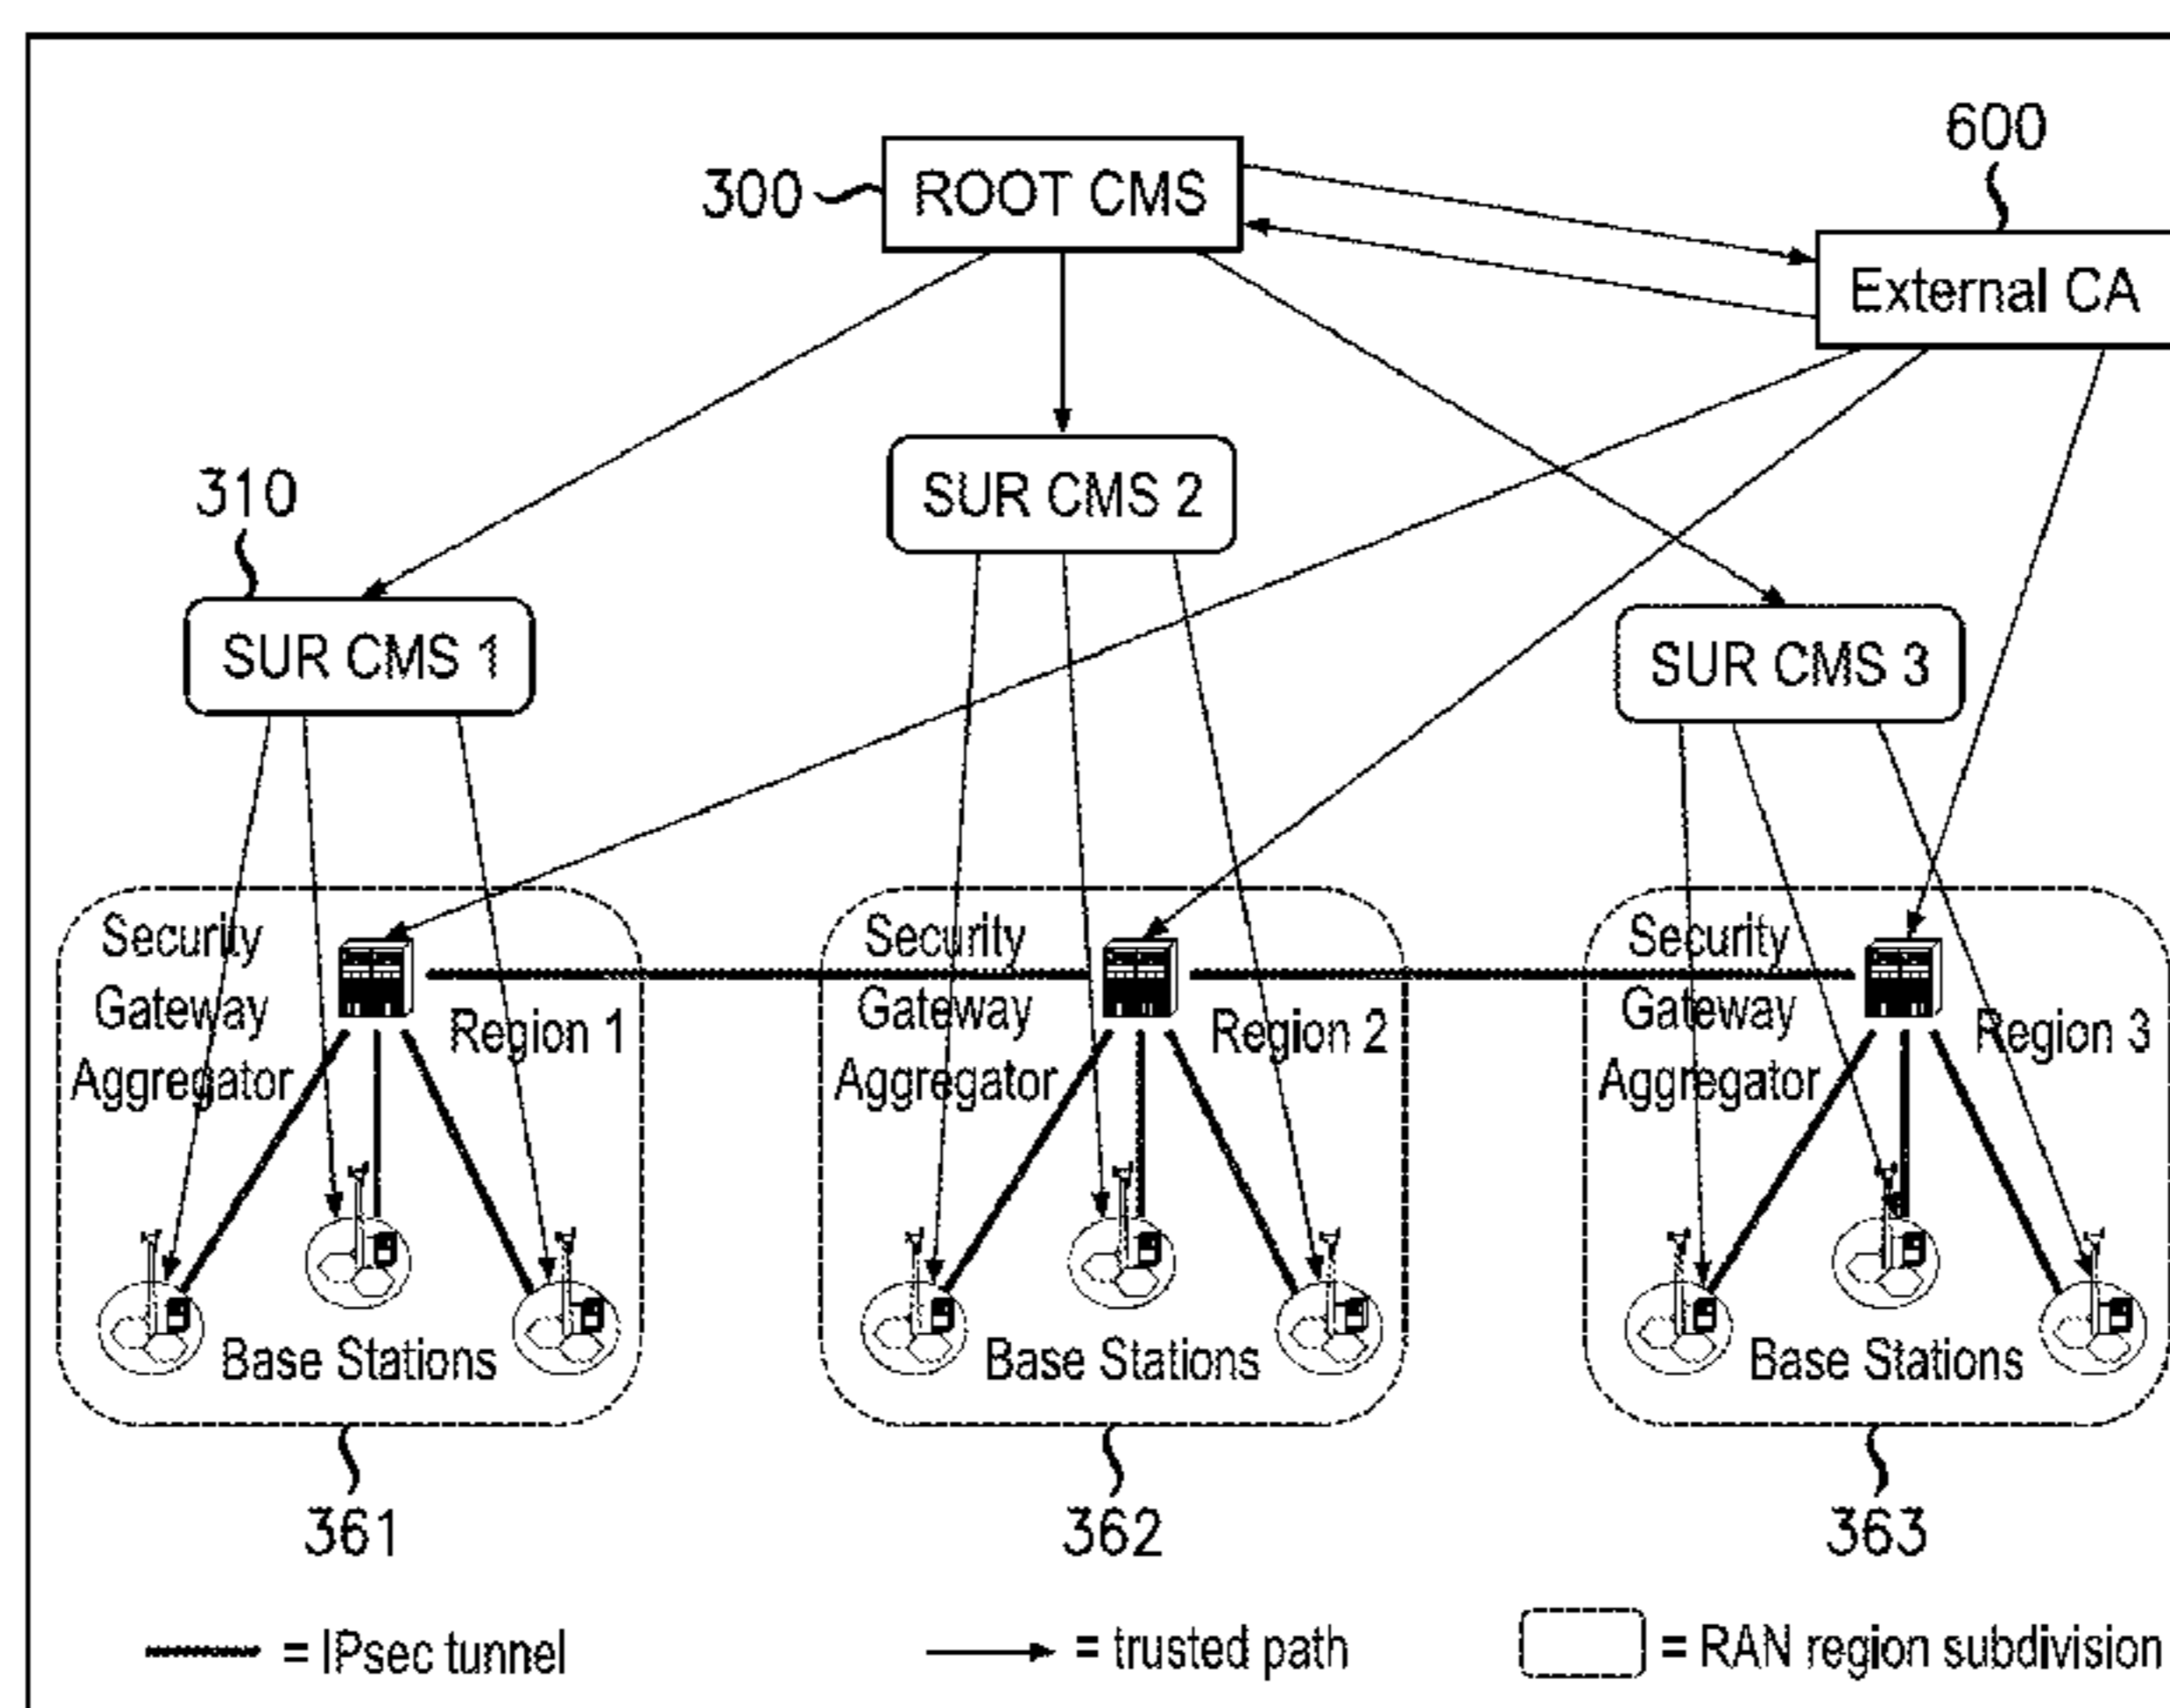 600
300
ROOT CMS
External CA
310
SUR CMS 2
SUR CMS 1
SUR CMS 3
Security
Gateway
Aggregator
Region 1
Base Stations
Security
Gateway
Aggregator
Region 2
Base Stations
Security
Gateway
Aggregator
Region 3
Base Stations
361
362
363
= IPsec tunnel
= trusted path
= RAN region subdivision